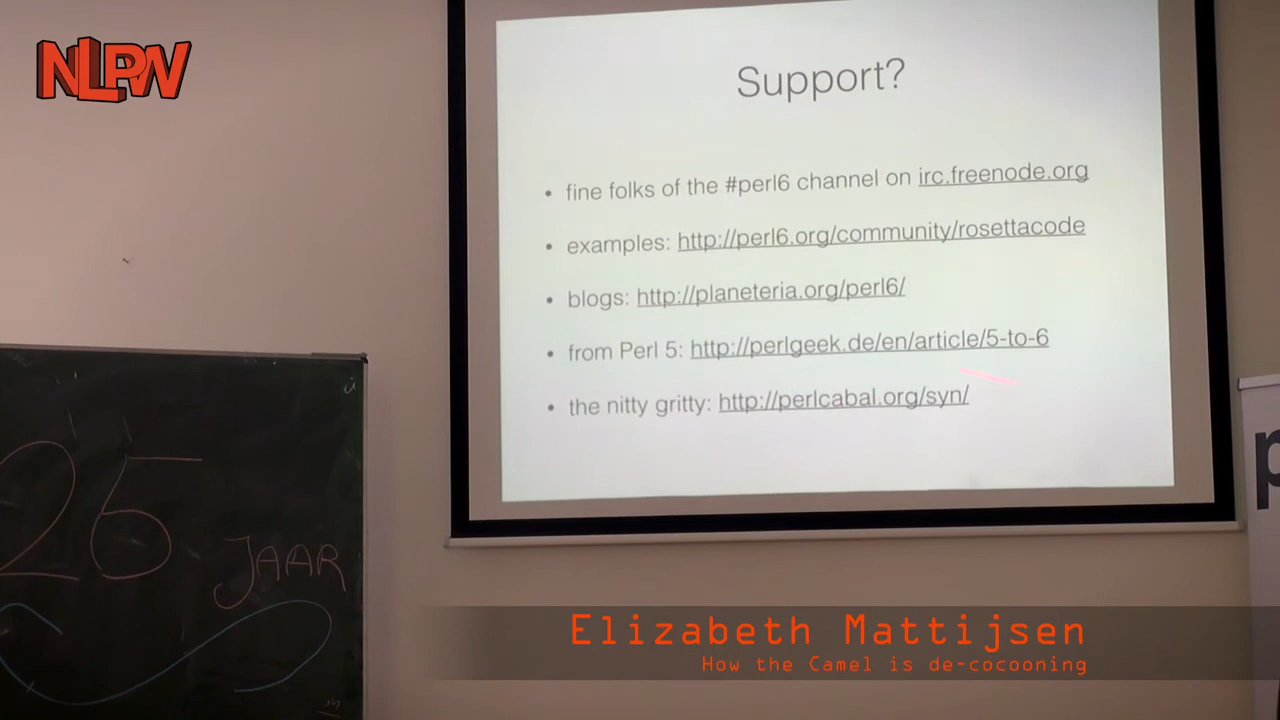 NLPW
Support?
• fine folks of the #perl6 channel on irc.freenode.org
• examples: http://perl6.org/community/rosettacode
• blogs: http://planeteria.org/perl6/
• from Perl 5: http://perlgeek.de/en/article/5-to-6
• the nitty gritty: http://perlcabal.org/syn/
25
JAAR
p
Elizabeth Mattijsen
How the Camel is de-cocooning